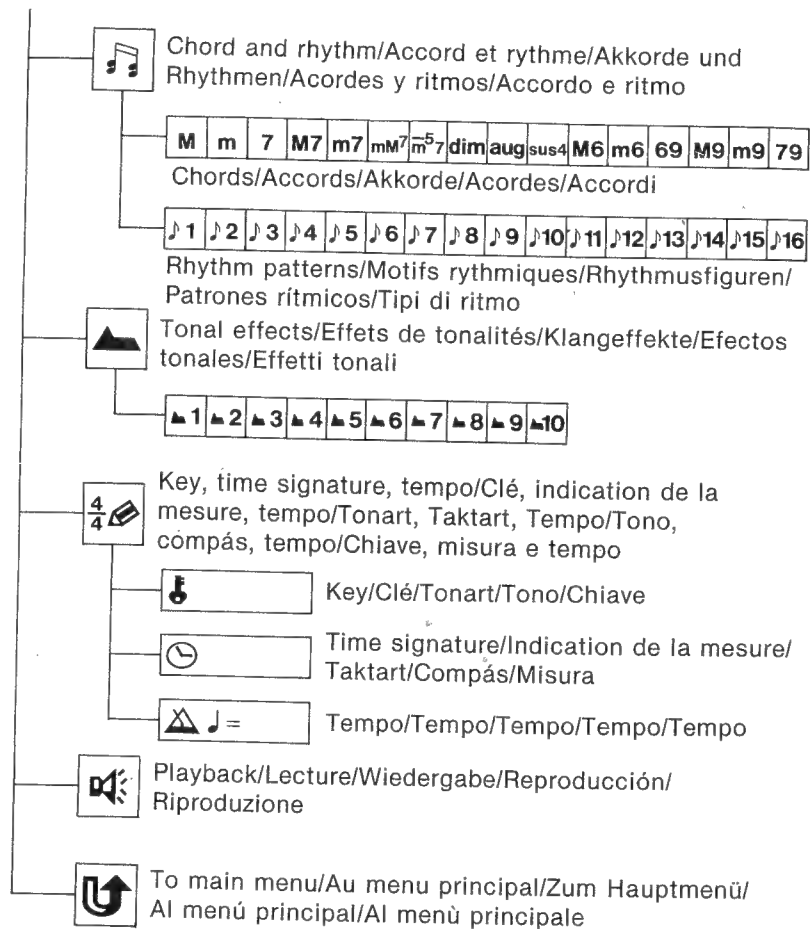 Chord and rhythm/Accord et rythme/Akkorde und
Rhythmen/Acordes y ritmos/Accordo e ritmo
M m 7 M7 m7 mM7 m-57 dim aug sus4 M6 m6 69 M9 m9 79
Chords/Accords/Akkorde/Acordes/Accordi
♪1 ♪2 ♪3 ♪4 ♪5 ♪6 ♪7 ♪8 ♪9 ♪10 ♪11 ♪12 ♪13 ♪14 ♪15 ♪16
Rhythm patterns/Motifs rythmiques/Rhythmusfiguren/
Patrones rítmicos/Tipi di ritmo
Tonal effects/Effets de tonalités/Klangeffekte/Efectos
tonales/Effetti tonali
1 2 3 4 5 6 7 8 9 10
4/4
Key, time signature, tempo/Clé, indication de la
mesure, tempo/Tonart, Taktart, Tempo/Tono,
cómpás, tempo/Chiave, misura e tempo
Key/Clé/Tonart/Tono/Chiave
Time signature/Indication de la mesure/
Taktart/Compás/Misura
♩=
Tempo/Tempo/Tempo/Tempo/Tempo
Playback/Lecture/Wiedergabe/Reproducción/
Riproduzione
To main menu/Au menu principal/Zum Hauptmenü/
Al menú principal/Al menù principale